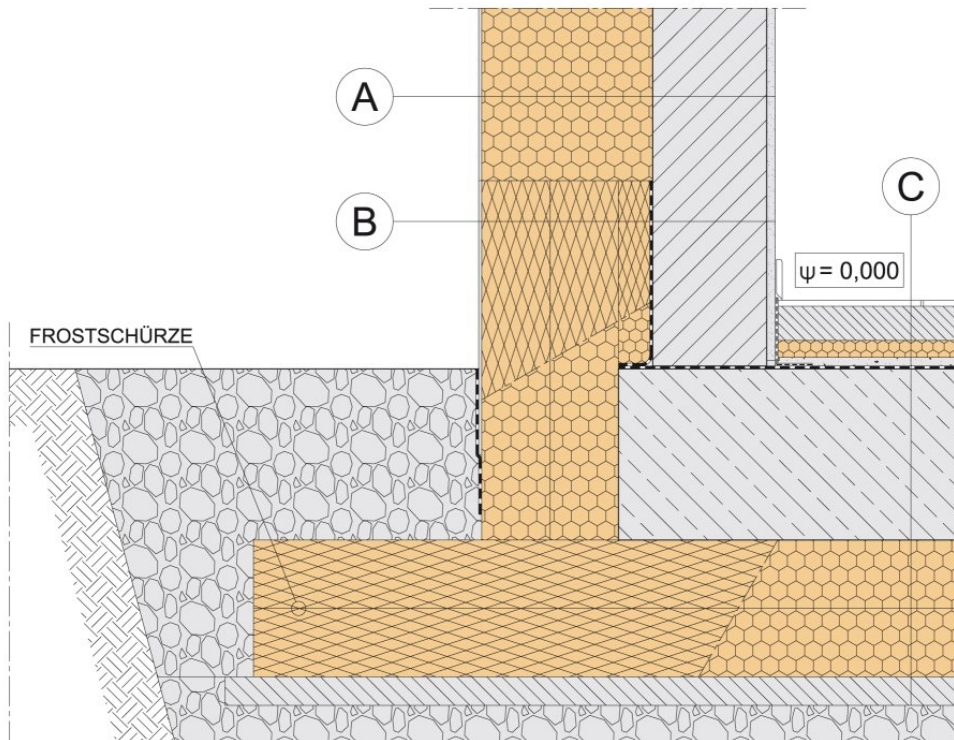 A
B
C
ψ = 0,000
FROSTSCHÜRZE